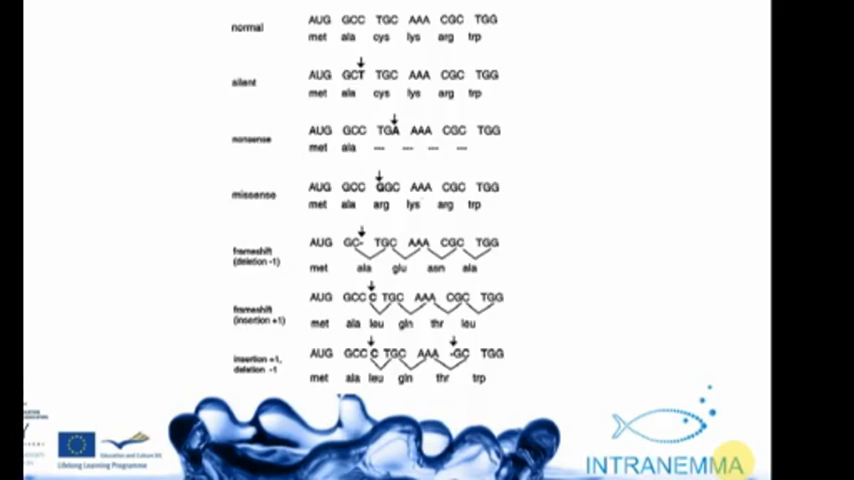 normal
AUG GCC TGC AAA CGC TGG
met ala cys lys arg trp
silent
AUG GCT TGC AAA CGC TGG
met ala cys lys arg trp
nonsense
AUG GCC TGA AAA CGC TGG
met ala --- --- --- ---
missense
AUG GCC GGC AAA CGC TGG
met ala arg lys arg trp
frameshift
(deletion -1)
AUG GC- TGC AAA CGC TGG
met ala glu asn ala
frameshift
(insertion +1)
AUG GCC C TGC AAA CGC TGG
met ala leu gln thr leu
insertion +1,
deletion -1
AUG GCC C TGC AAA -GC TGG
met ala leu gln thr trp
Education and Culture DG
Lifelong Learning Programme
INTRANEMMA